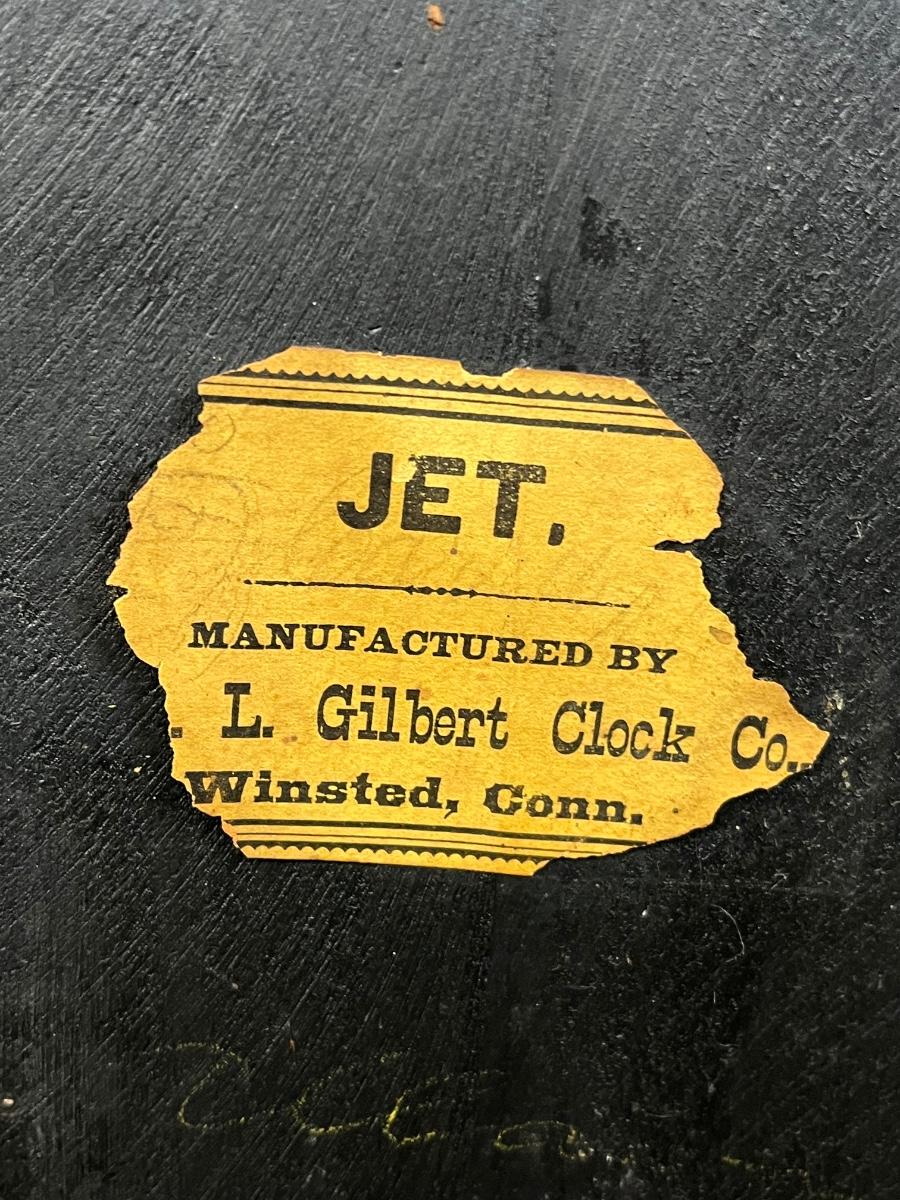 JET.
MANUFACTURED BY
. L. Gilbert Clock Co.,
Winsted, Conn.